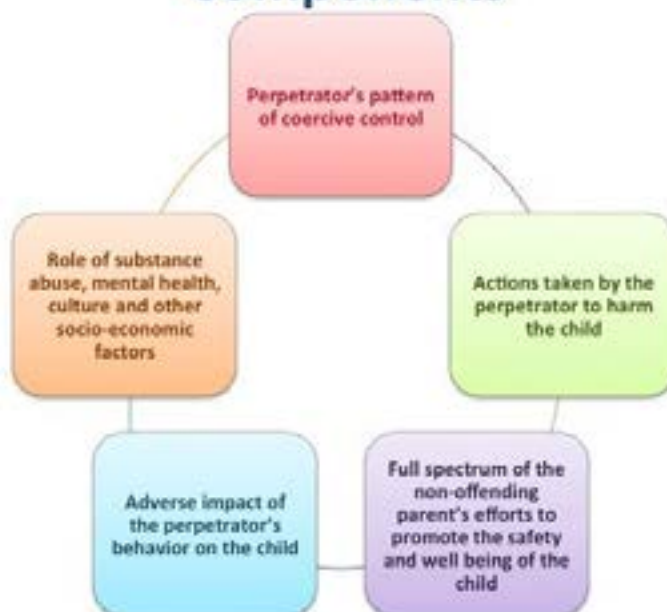 Perpetrator's pattern
of coercive control
Actions taken by the
perpetrator to harm
the child
Full spectrum of the
non-offending
parent's efforts to
promote the safety
and well being of the
child
Adverse impact of
the perpetrator's
behavior on the child
Role of substance
abuse, mental health,
culture and other
socio-economic
factors